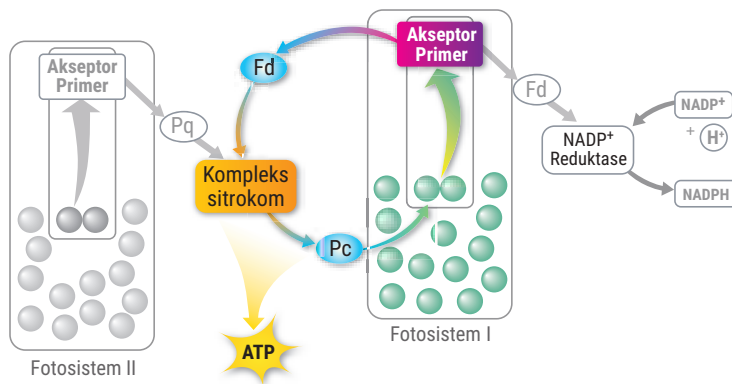 Akseptor
Primer
Pq
Fotosistem II
Fd
Kompleks
sitrokom
Pc
ATP
Akseptor
Primer
Fotosistem I
Fd
NADP⁺
Reduktase
NADP⁺
+ H⁺
NADPH